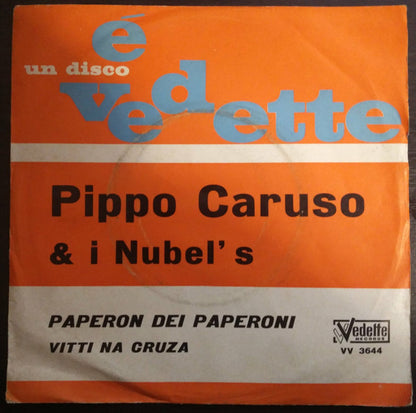 é
un disco
vedette
Pippo Caruso
& i Nubel's
PAPERON DEI PAPERONI
VITTI NA CRUZA
Vedette
RECORDS
VV 3644